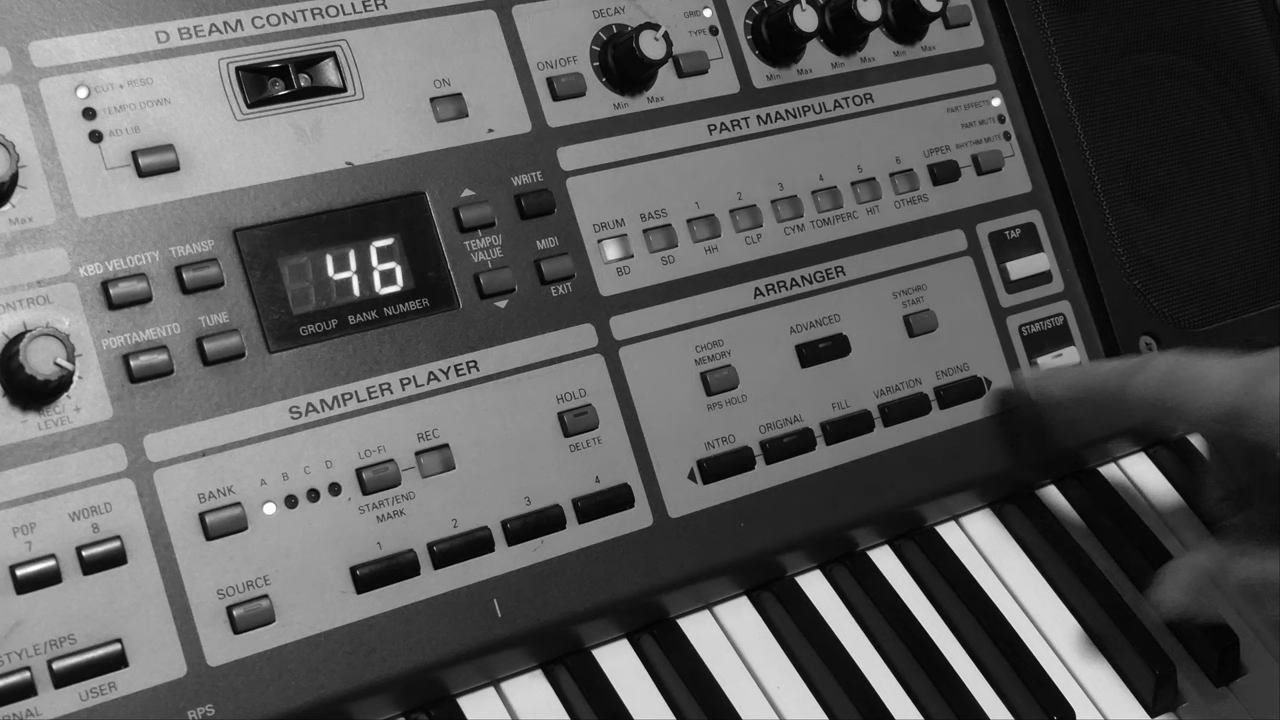 D BEAM CONTROLLER
CUT + RESO
TEMPO DOWN
AD LIB
ON
DECAY
ON/OFF
Min Max
GRID
TYPE
Min Max
Min Max
Min Max
PART MANIPULATOR
PART EFFECTS
PART MUTE
RHYTHM MUTE
UPPER
DRUM BASS 1 2 3 4 5 6
BD SD HH CLP CYM TOM/PERC HIT OTHERS
Max
KBD VELOCITY TRANSP
PORTAMENTO TUNE
46
GROUP BANK NUMBER
WRITE
TEMPO/
VALUE
MIDI
EXIT
REC/
LEVEL
- +
ARRANGER
CHORD
MEMORY
RPS HOLD
ADVANCED
SYNCHRO
START
INTRO ORIGINAL FILL VARIATION ENDING
TAP
START/STOP
SAMPLER PLAYER
BANK A B C D
LO-FI
REC
START/END
MARK
HOLD
DELETE
1 2 3 4
SOURCE
POP
7
WORLD
8
STYLE/RPS
USER
RPS